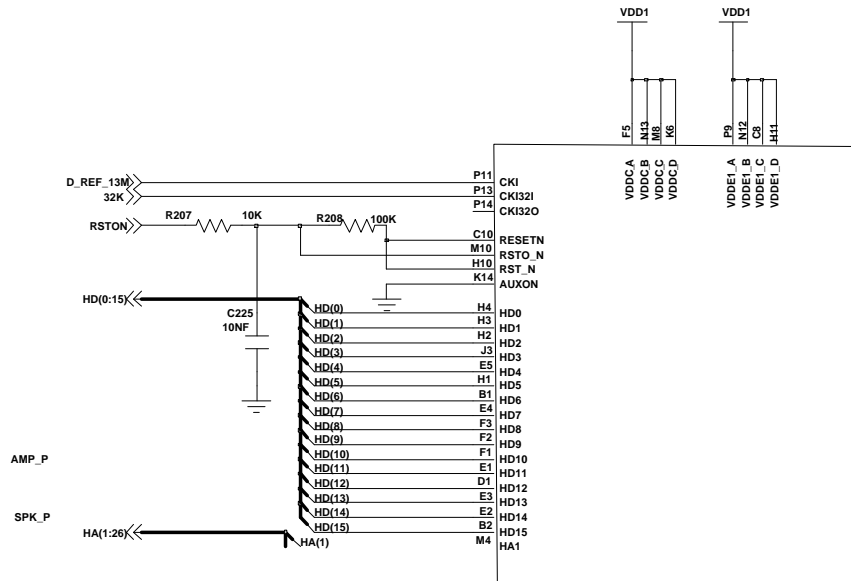 VDD1 VDD1
F5 N13 M8 K6 P9 N12 C8 H11
VDDC_A VDDC_B VDDC_C VDDC_D VDDE1_A VDDE1_B VDDE1_C VDDE1_D
D_REF_13M P11 CKI
32K P13 CKI32I
P14 CKI32O
RSTON R207 10K R208 100K
C10 RESETN
M10 RSTO_N
H10 RST_N
K14 AUXON
HD(0:15)
C225
10NF
HD(0) H4 HD0
HD(1) H3 HD1
HD(2) H2 HD2
HD(3) J3 HD3
HD(4) E5 HD4
HD(5) H1 HD5
HD(6) B1 HD6
HD(7) E4 HD7
HD(8) F3 HD8
HD(9) F2 HD9
AMP_P
HD(10) F1 HD10
HD(11) E1 HD11
HD(12) D1 HD12
HD(13) E3 HD13
SPK_P
HD(14) E2 HD14
HD(15) B2 HD15
HA(1:26)
HA(1) M4 HA1